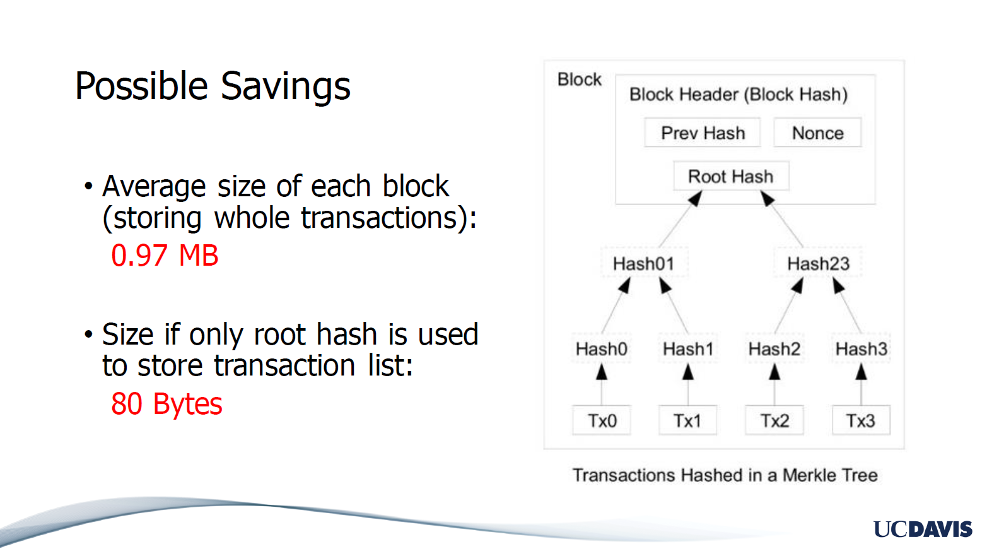 Possible Savings
• Average size of each block
(storing whole transactions):
0.97 MB
• Size if only root hash is used
to store transaction list:
80 Bytes
Block
Block Header (Block Hash)
Prev Hash
Nonce
Root Hash
Hash01
Hash23
Hash0
Hash1
Hash2
Hash3
Tx0
Tx1
Tx2
Tx3
Transactions Hashed in a Merkle Tree
UCDAVIS